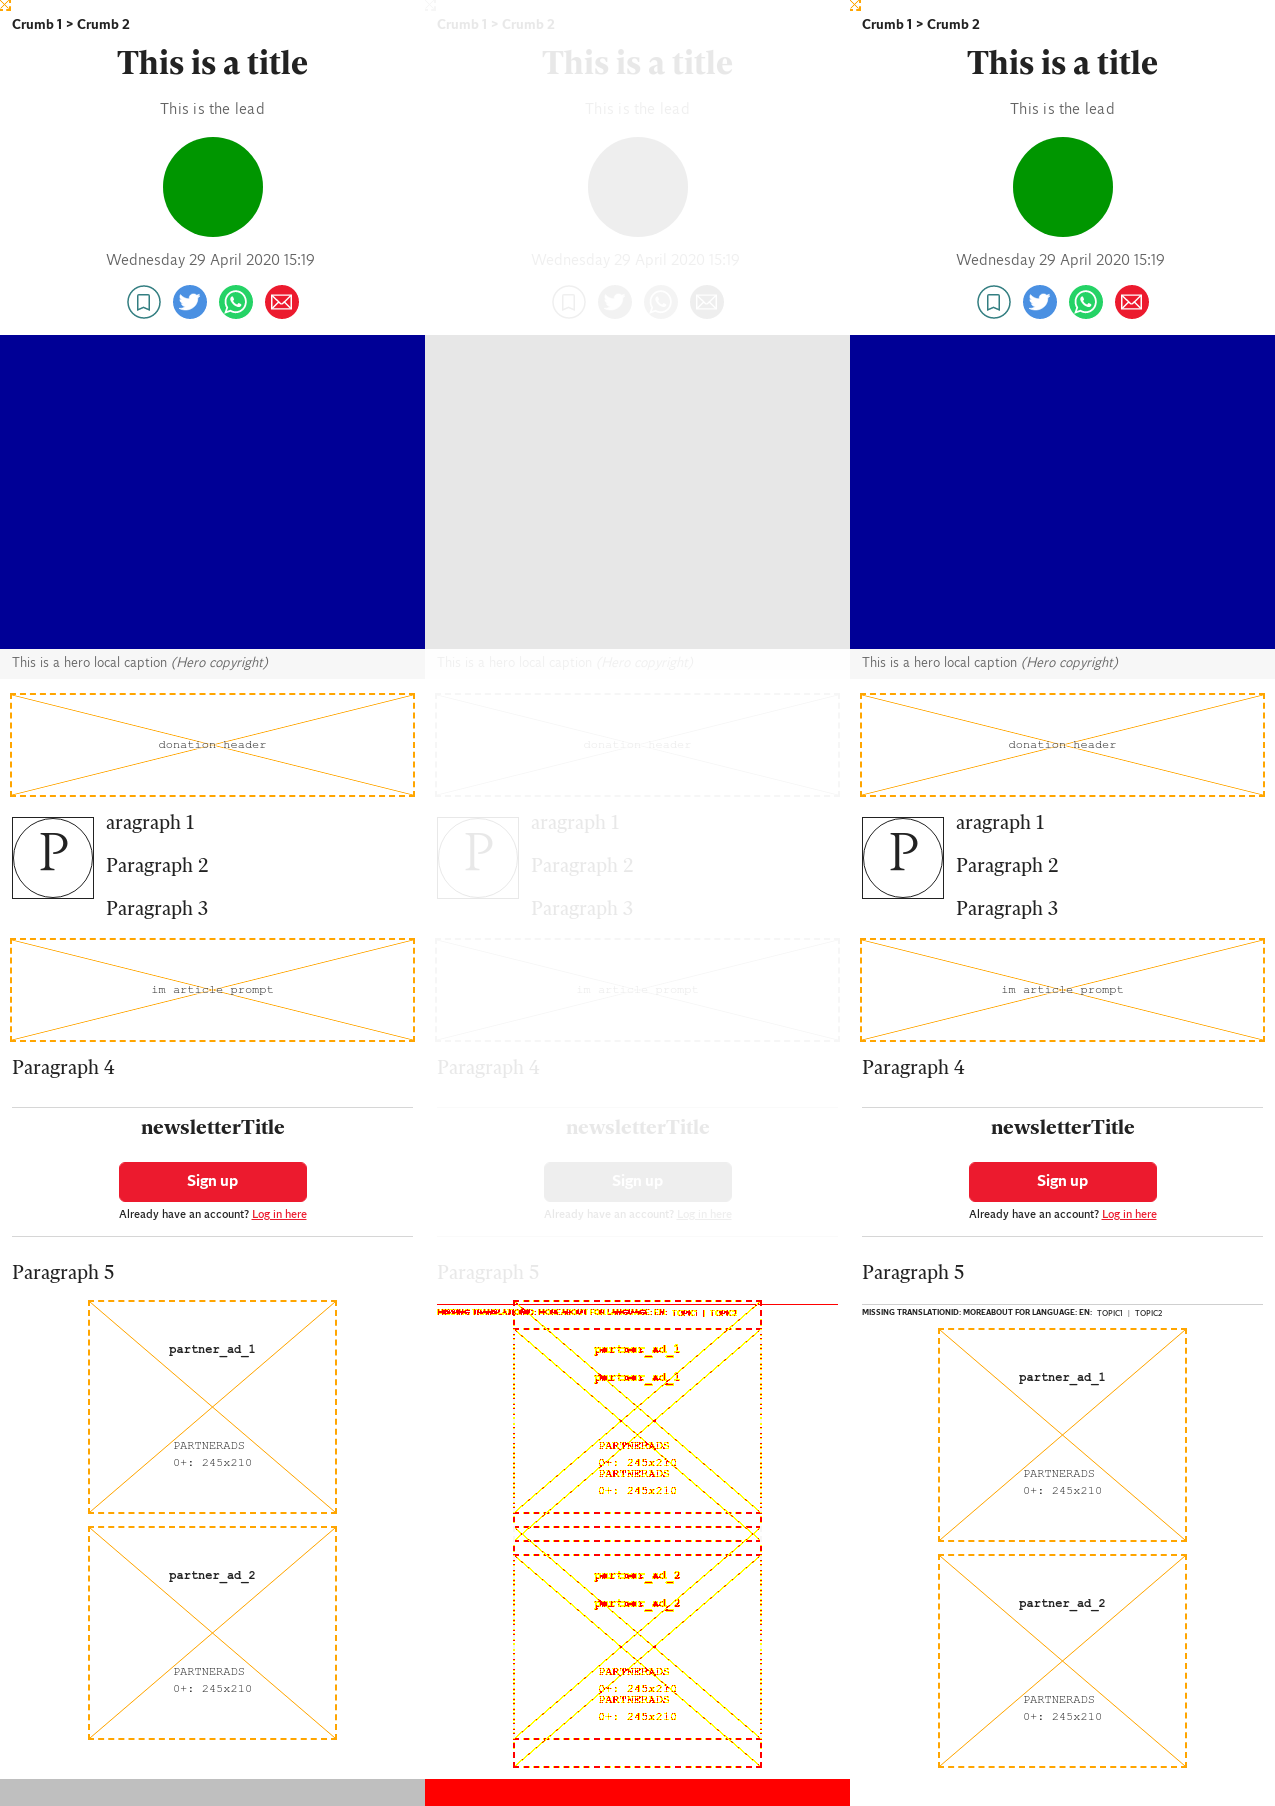 Crumb 1 > Crumb 2
This is a title
This is the lead
Wednesday 29 April 2020 15:19
This is a hero local caption (Hero copyright)
donation header
P
aragraph 1
Paragraph 2
Paragraph 3
im article prompt
Paragraph 4
newsletterTitle
Sign up
Already have an account? Log in here
Paragraph 5
partner_ad_1
PARTNERADS
0+: 245x210
partner_ad_2
PARTNERADS
0+: 245x210
Crumb 1 > Crumb 2
This is a title
This is the lead
Wednesday 29 April 2020 15:19
This is a hero local caption (Hero copyright)
donation header
P
aragraph 1
Paragraph 2
Paragraph 3
im article prompt
Paragraph 4
newsletterTitle
Sign up
Already have an account? Log in here
Paragraph 5
TOPIC1 | TOPIC2
partner_ad_1
partner_ad_1
PARTNERADS
0+: 245x210
PARTNERADS
0+: 245x210
partner_ad_2
partner_ad_2
PARTNERADS
0+: 245x210
PARTNERADS
0+: 245x210
Crumb 1 > Crumb 2
This is a title
This is the lead
Wednesday 29 April 2020 15:19
This is a hero local caption (Hero copyright)
donation header
P
aragraph 1
Paragraph 2
Paragraph 3
im article prompt
Paragraph 4
newsletterTitle
Sign up
Already have an account? Log in here
Paragraph 5
MISSING TRANSLATIONID: MOREABOUT FOR LANGUAGE: EN: TOPIC1 | TOPIC2
partner_ad_1
PARTNERADS
0+: 245x210
partner_ad_2
PARTNERADS
0+: 245x210